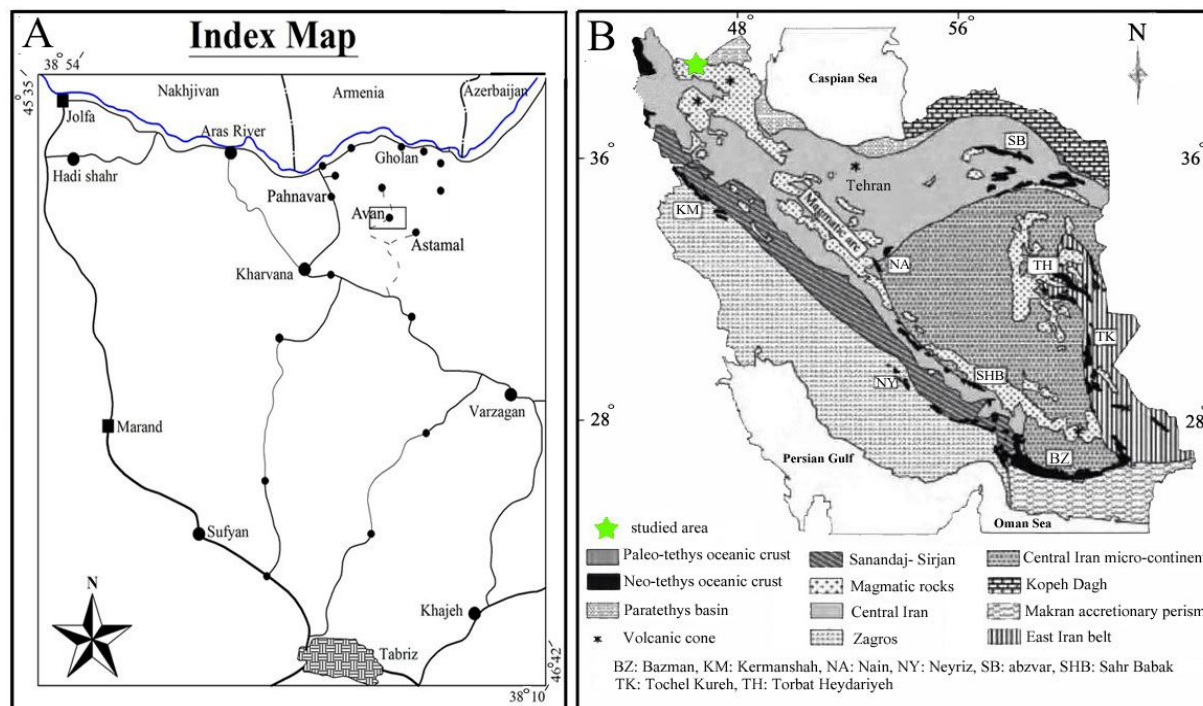 A
Index Map
38°54'
45°35'
Nakhjivan
Armenia
Azerbaijan
Jolfa
Aras River
Gholan
Hadi shahr
Pahnavar
Avan
Astamal
Kharvana
Varzagan
Marand
Sufyan
N
Khajeh
Tabriz
46°42'
38°10'
B
48
56
N
Caspian Sea
36°
SB
36°
Tehran
KM
Magmatic arc
NA
TH
TK
SHB
NY
28°
28°
BZ
Persian Gulf
Oman Sea
studied area
Paleo-tethys oceanic crust
Neo-tethys oceanic crust
Paratethys basin
Volcanic cone
Sanandaj- Sirjan
Magmatic rocks
Central Iran
Zagros
Central Iran micro-continen
Kopeh Dagh
Makran accretionary perism
East Iran belt
BZ: Bazman, KM: Kermanshah, NA: Nain, NY: Neyriz, SB: abzvar, SHB: Sahr Babak
TK: Tochel Kureh, TH: Torbat Heydariyeh